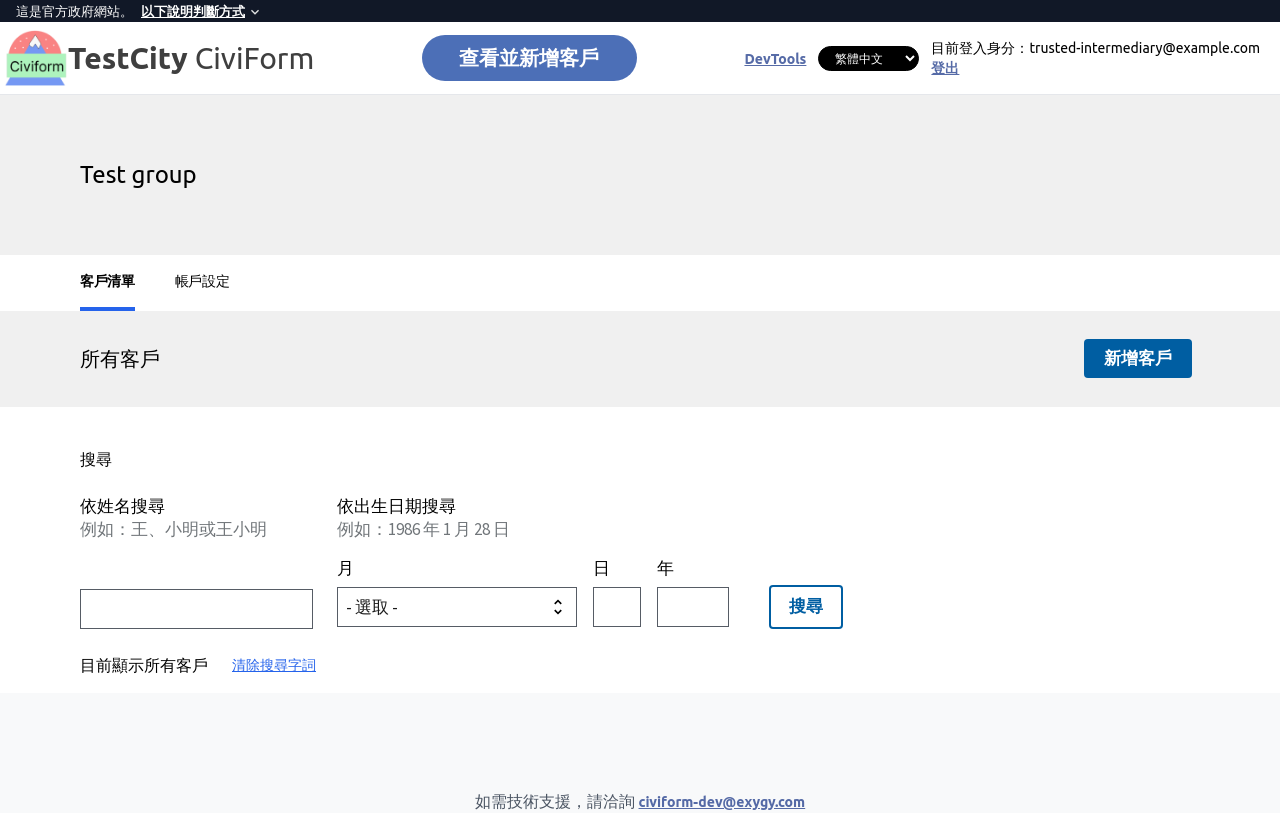 這是官方政府網站。 以下說明判斷方式
Civiform
TestCity CiviForm
查看並新增客戶
DevTools
繁體中文
目前登入身分：trusted-intermediary@example.com
登出
Test group
客戶清單 帳戶設定
所有客戶
新增客戶
搜尋
依姓名搜尋
例如：王、小明或王小明
依出生日期搜尋
例如：1986 年 1 月 28 日
月 日 年
- 選取 -
搜尋
目前顯示所有客戶 清除搜尋字詞
如需技術支援，請洽詢 civiform-dev@exygy.com